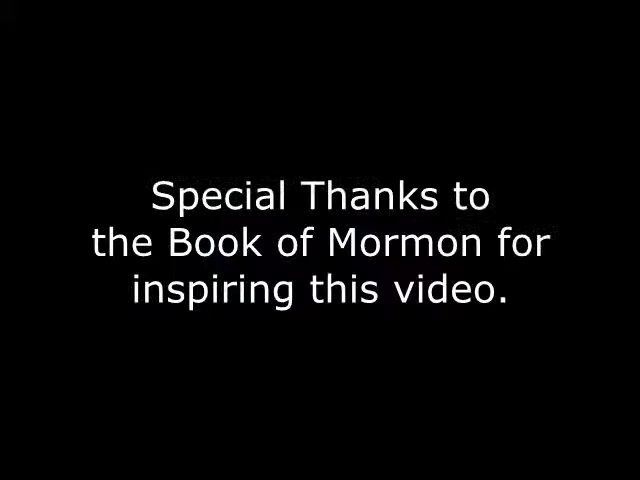 Special Thanks to
the Book of Mormon for
inspiring this video.